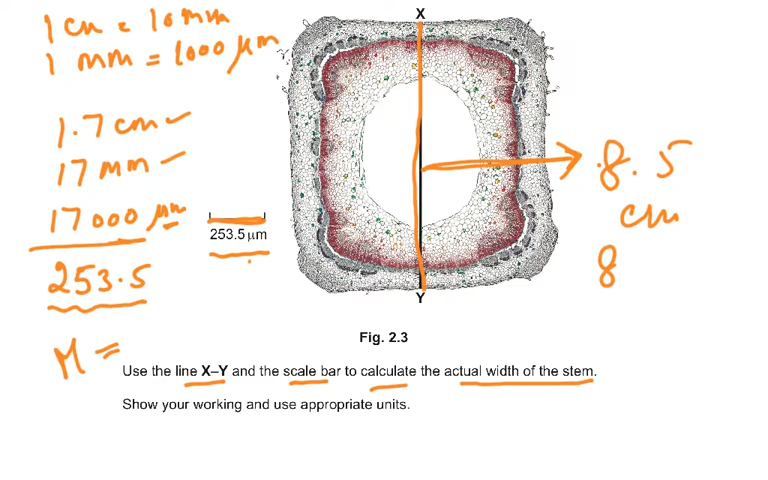 1 cm = 10 mm
1 mm = 1000 μm
1.7 cm
17 mm
17 000 μm
253.5
M =
X
253.5 μm
8.5
cm
8
Y
Fig. 2.3
Use the line X–Y and the scale bar to calculate the actual width of the stem.
Show your working and use appropriate units.